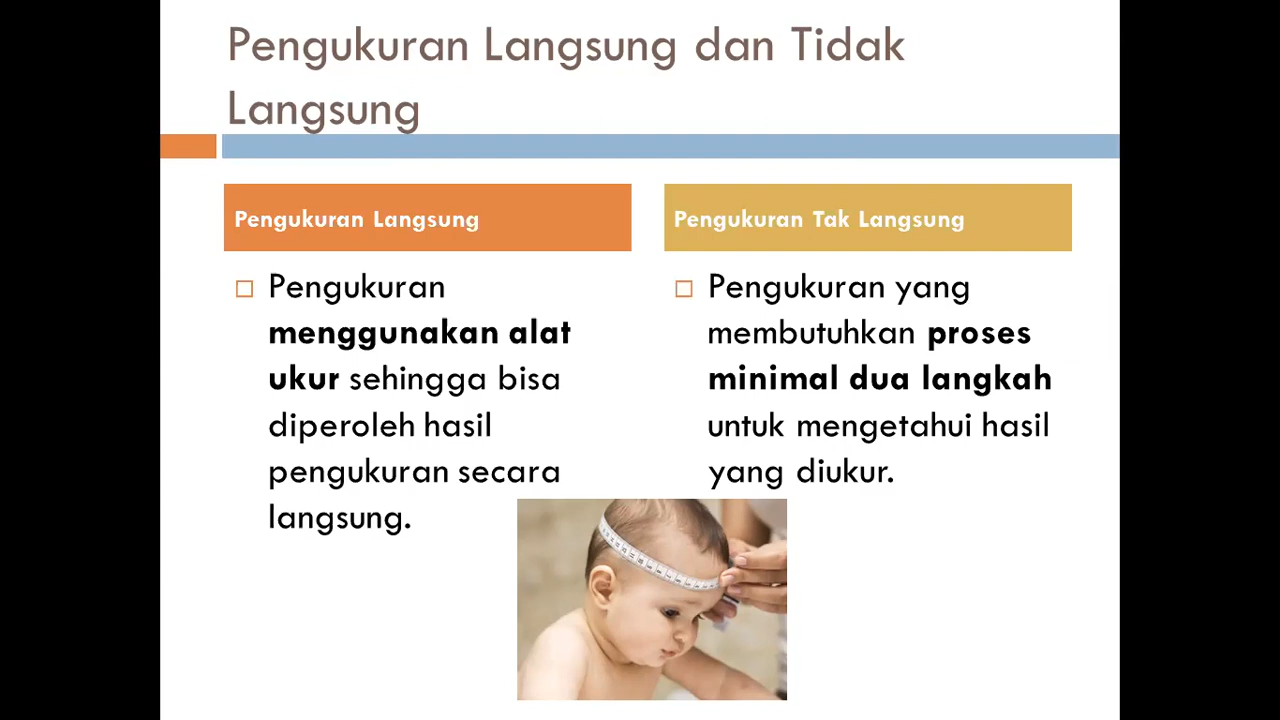 Pengukuran Langsung dan Tidak
Langsung
Pengukuran Langsung
Pengukuran
menggunakan alat
ukur sehingga bisa
diperoleh hasil
pengukuran secara
langsung.
Pengukuran Tak Langsung
Pengukuran yang
membutuhkan proses
minimal dua langkah
untuk mengetahui hasil
yang diukur.